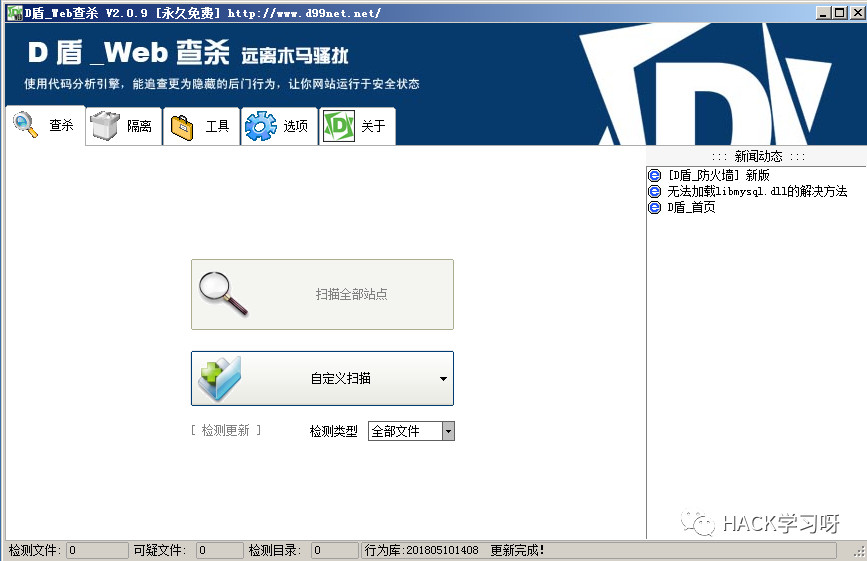 D盾_Web查杀 V2.0.9 [永久免费] http://www.d99net.net/
D盾_Web查杀 远离木马骚扰
使用代码分析引擎，能追查更为隐藏的后门行为，让你网站运行于安全状态
查杀 隔离 工具 选项 关于
::: 新闻动态 :::
[D盾_防火墙] 新版
无法加载libmysql.dll的解决方法
D盾_首页
扫描全部站点
自定义扫描
[ 检测更新 ] 检测类型 全部文件
HACK学习呀
检测文件: 0 可疑文件: 0 检测目录: 0 行为库:201805101408 更新完成!